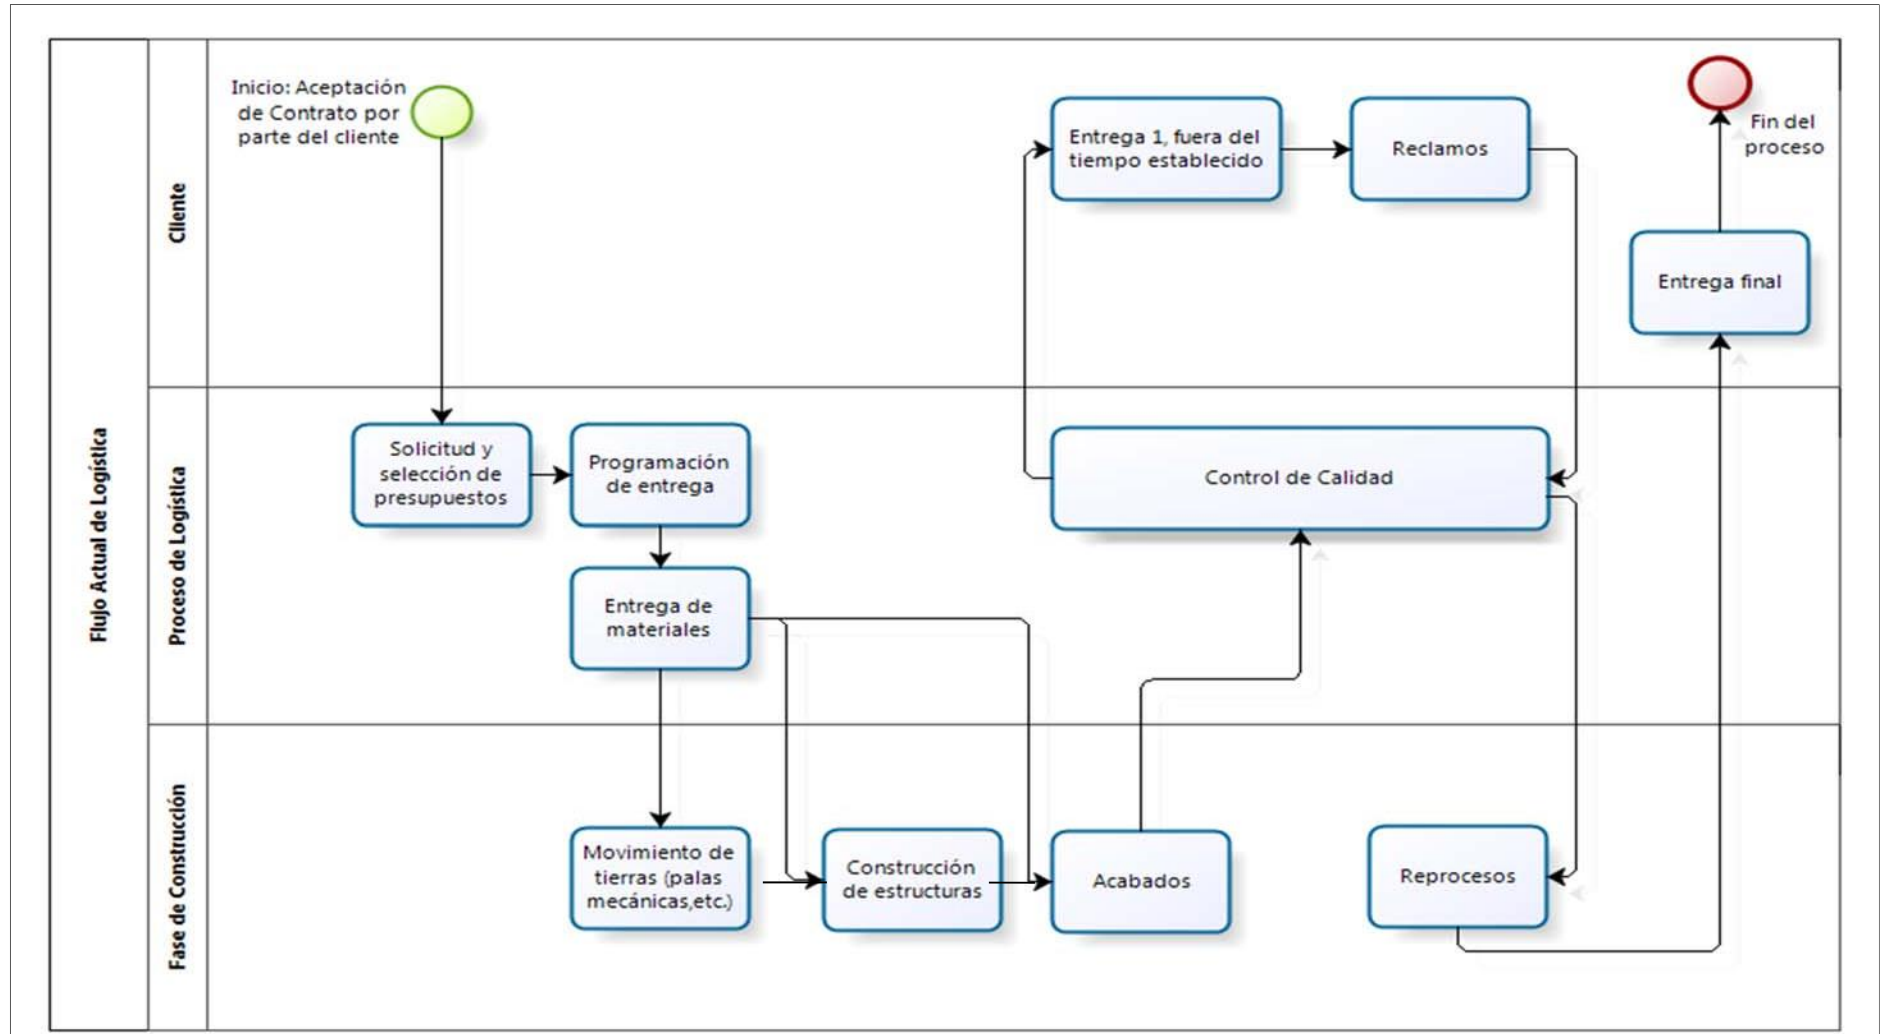 Flujo Actual de Logística
Cliente
Inicio: Aceptación
de Contrato por
parte del cliente
Entrega 1, fuera del
tiempo establecido
Reclamos
Fin del
proceso
Entrega final
Proceso de Logística
Solicitud y
selección de
presupuestos
Programación
de entrega
Control de Calidad
Entrega de
materiales
Fase de Construcción
Movimiento de
tierras (palas
mecánicas,etc.)
Construcción
de estructuras
Acabados
Reprocesos